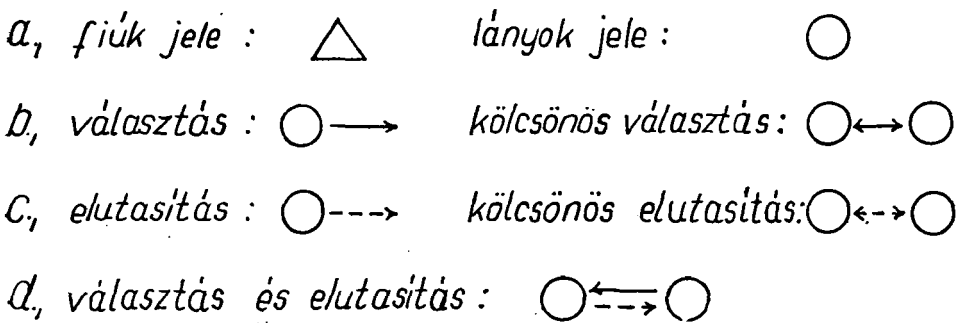 a., fiúk jele : lányok jele :
b., választás : kölcsönös választás :
c., elutasítás : kölcsönös elutasítás:
d., választás és elutasítás :